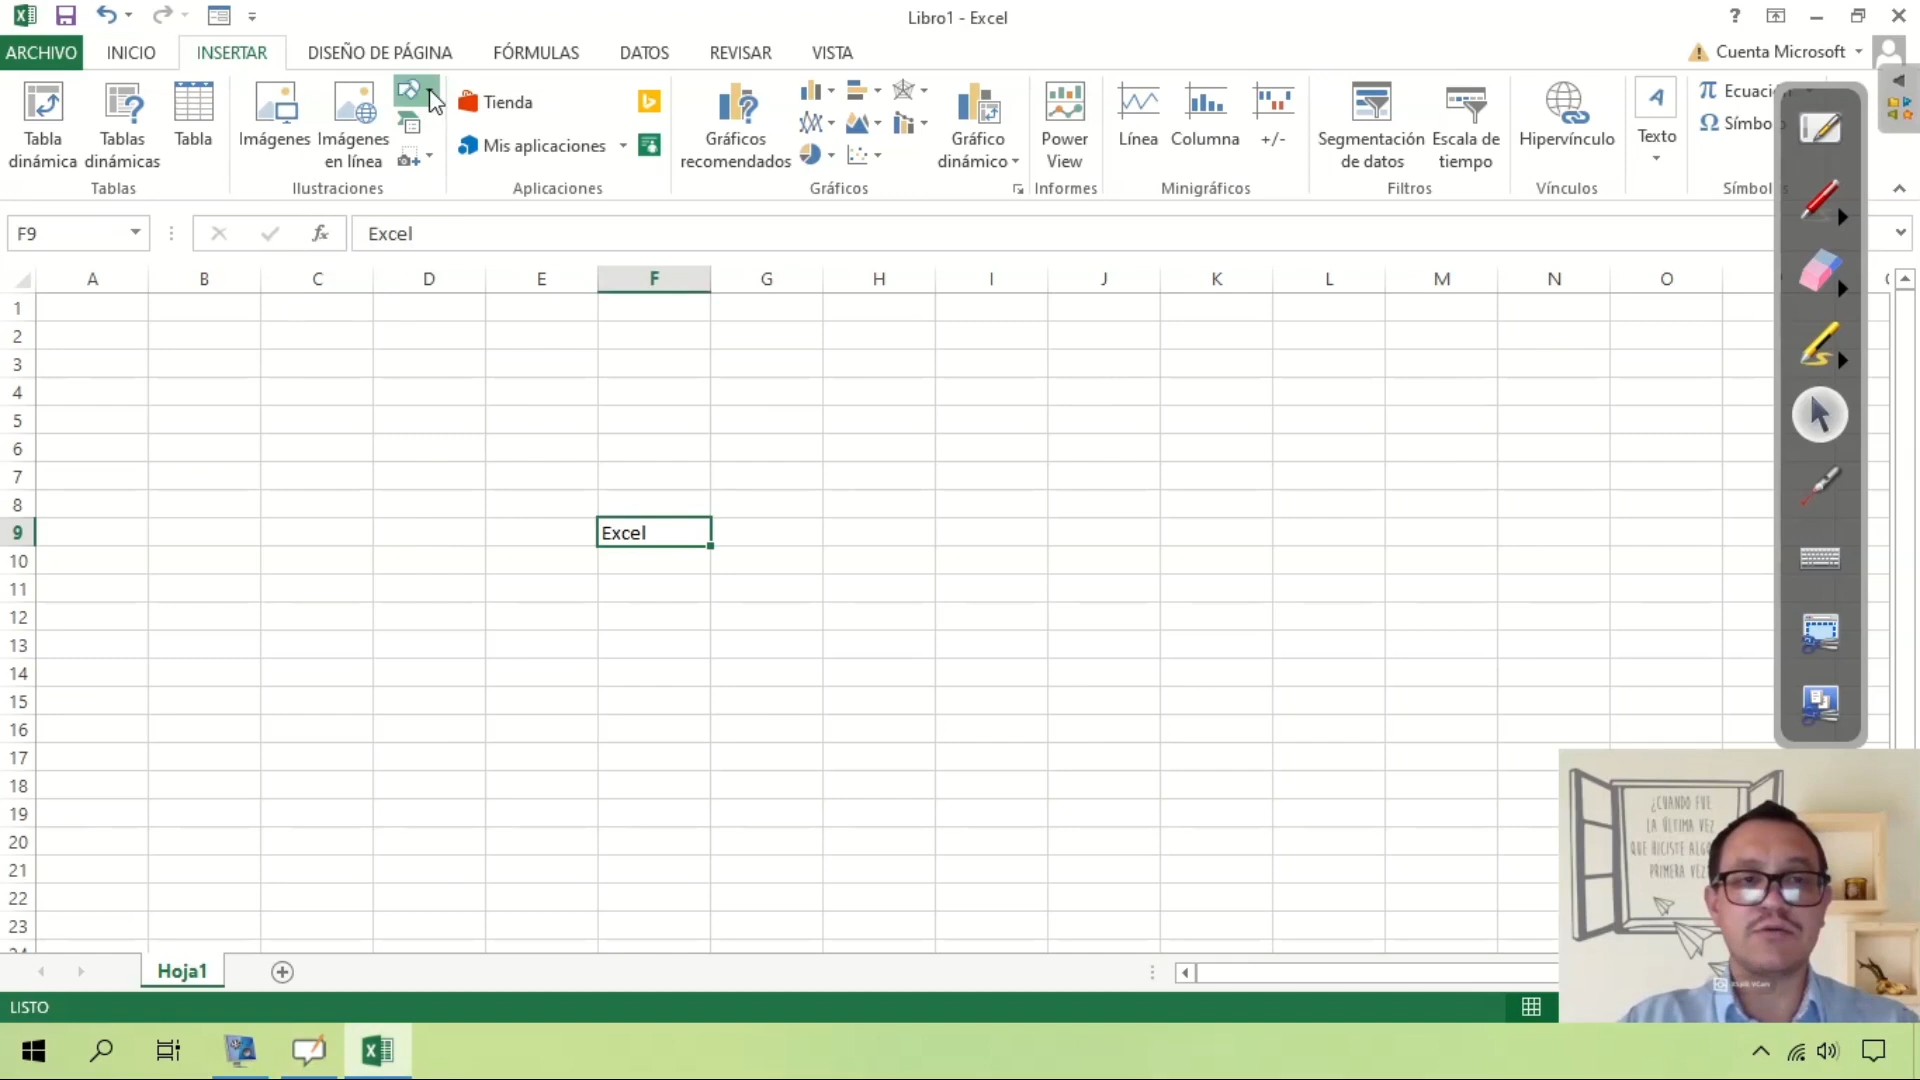 Libro1 - Excel
?
ARCHIVO INICIO INSERTAR DISEÑO DE PÁGINA FÓRMULAS DATOS REVISAR VISTA Cuenta Microsoft
Tabla dinámica
Tablas dinámicas
Tabla
Tablas
Imágenes
Imágenes en línea
Ilustraciones
Tienda
Mis aplicaciones
Aplicaciones
Gráficos recomendados
Gráfico dinámico
Gráficos
Power View
Informes
Línea
Columna
+/-
Minigráficos
Segmentación de datos
Escala de tiempo
Filtros
Hipervínculo
Vínculos
A
Texto
π Ecuaci
Ω Símbo
Símbol
F9 fx Excel
A B C D E F G H I J K L M N O
1
2
3
4
5
6
7
8
9 Excel
10
11
12
13
14
15
16
17
18
19
20
21
22
23
24
Hoja1
LISTO
¿CUANDO FUE
LA ÚLTIMA VEZ
QUE HICISTE ALGO
PRIMERA VEZ?